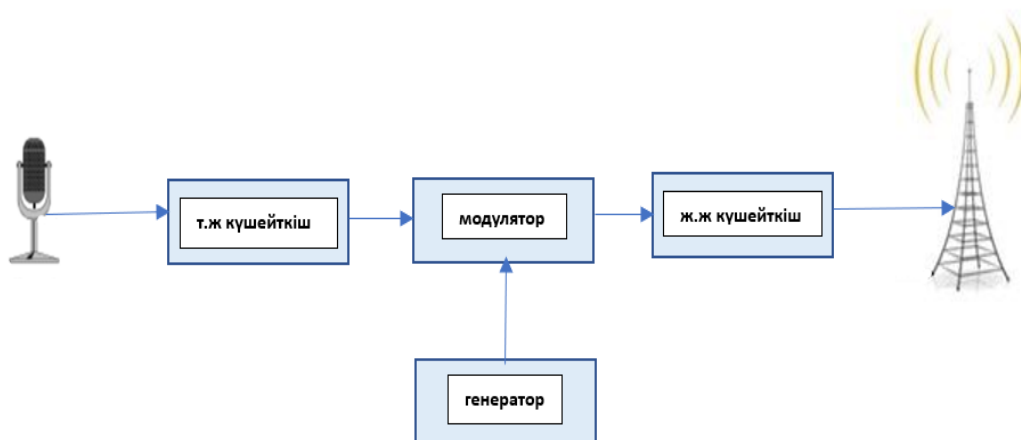 т.ж күшейткіш
модулятор
ж.ж күшейткіш
генератор